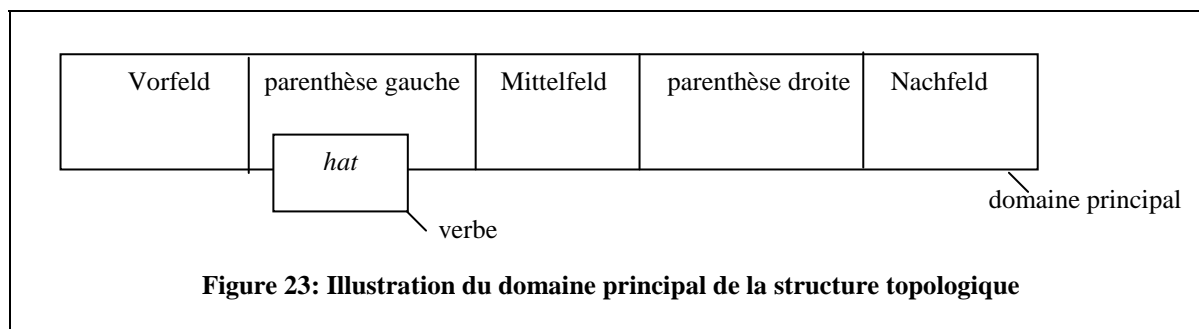 Vorfeld parenthèse gauche Mittelfeld parenthèse droite Nachfeld
hat
domaine principal
verbe
Figure 23: Illustration du domaine principal de la structure topologique